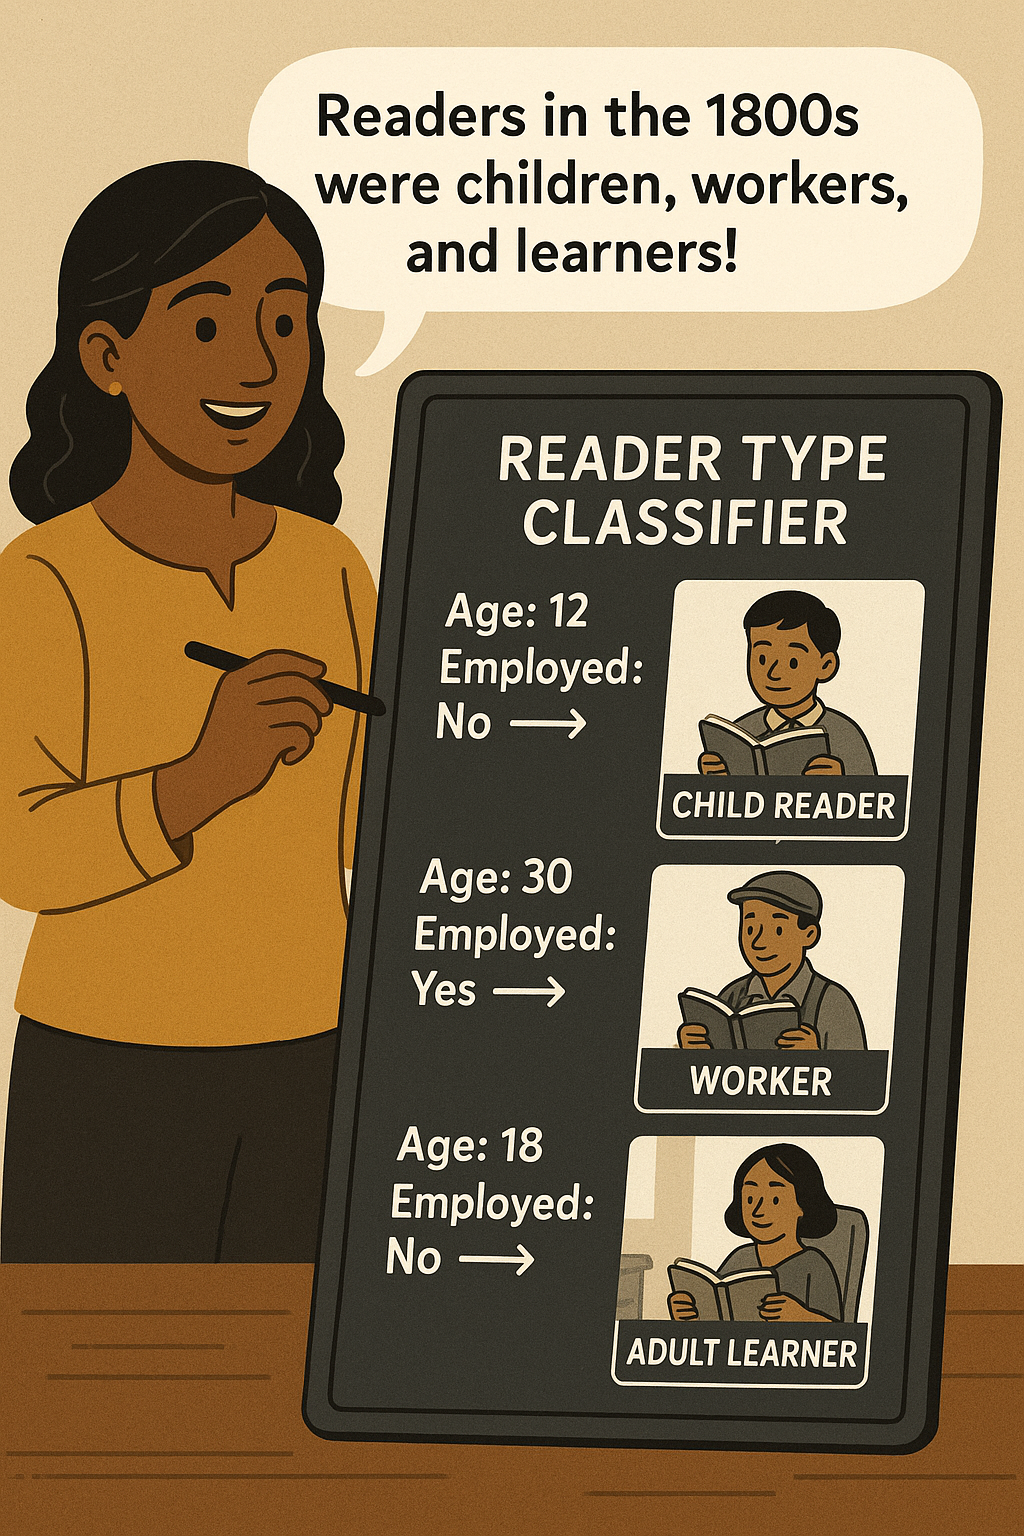 Readers in the 1800s
were children, workers,
and learners!
READER TYPE
CLASSIFIER
Age: 12
Employed:
No →
CHILD READER
Age: 30
Employed:
Yes →
WORKER
Age: 18
Employed:
No →
ADULT LEARNER